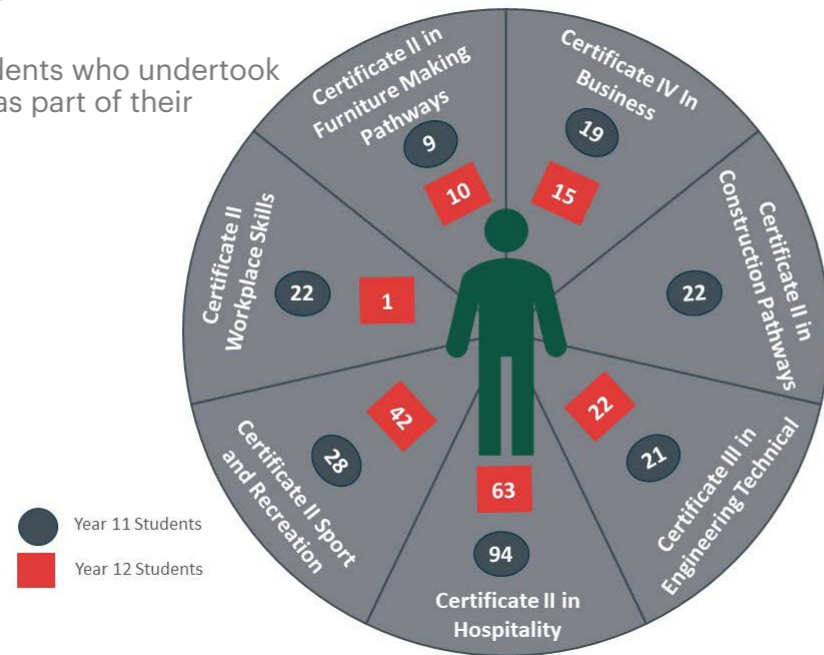 dents who undertook
as part of their
Certificate II in
Furniture Making
Pathways
9
10
Certificate IV In
Business
19
15
Certificate II in
Construction Pathways
22
Certificate III in
Engineering Technical
22
21
Certificate II in
Hospitality
63
94
Certificate II Sport
and Recreation
42
28
Certificate II
Workplace Skills
22
1
Year 11 Students
Year 12 Students